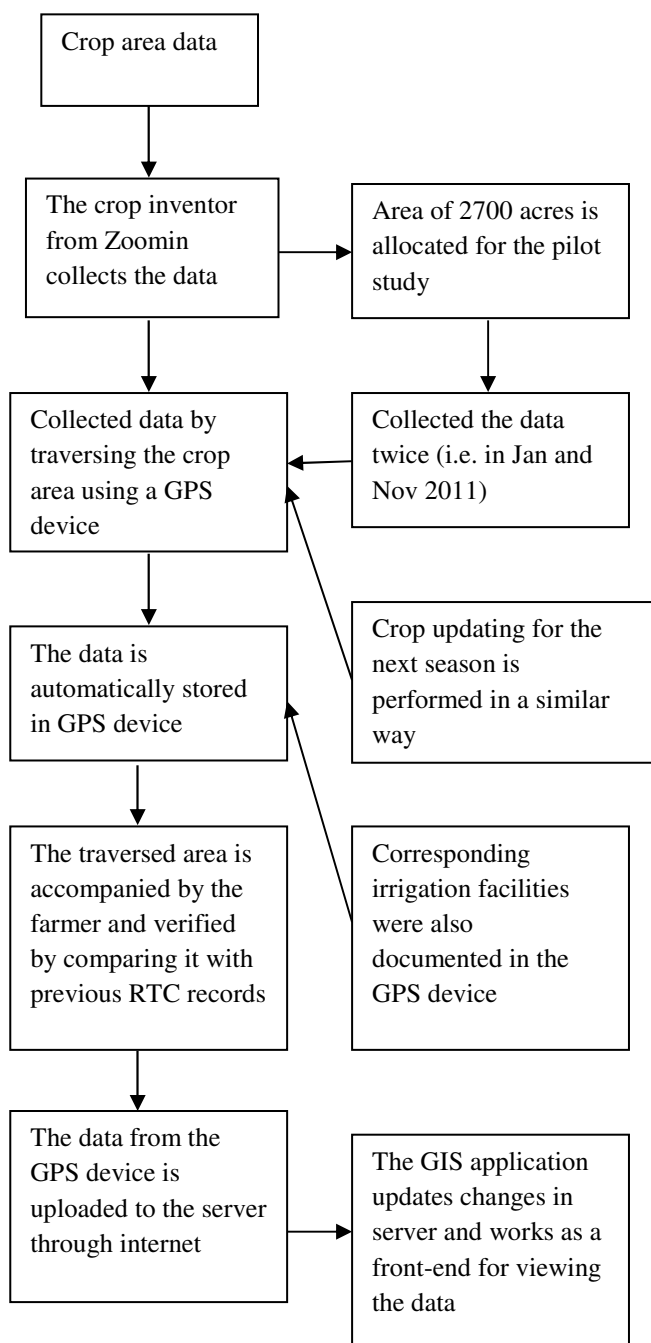 Crop area data
The crop inventor
from Zoomin
collects the data
Area of 2700 acres is
allocated for the pilot
study
Collected data by
traversing the crop
area using a GPS
device
Collected the data
twice (i.e. in Jan and
Nov 2011)
The data is
automatically stored
in GPS device
Crop updating for the
next season is
performed in a similar
way
The traversed area is
accompanied by the
farmer and verified
by comparing it with
previous RTC records
Corresponding
irrigation facilities
were also
documented in the
GPS device
The data from the
GPS device is
uploaded to the server
through internet
The GIS application
updates changes in
server and works as a
front-end for viewing
the data